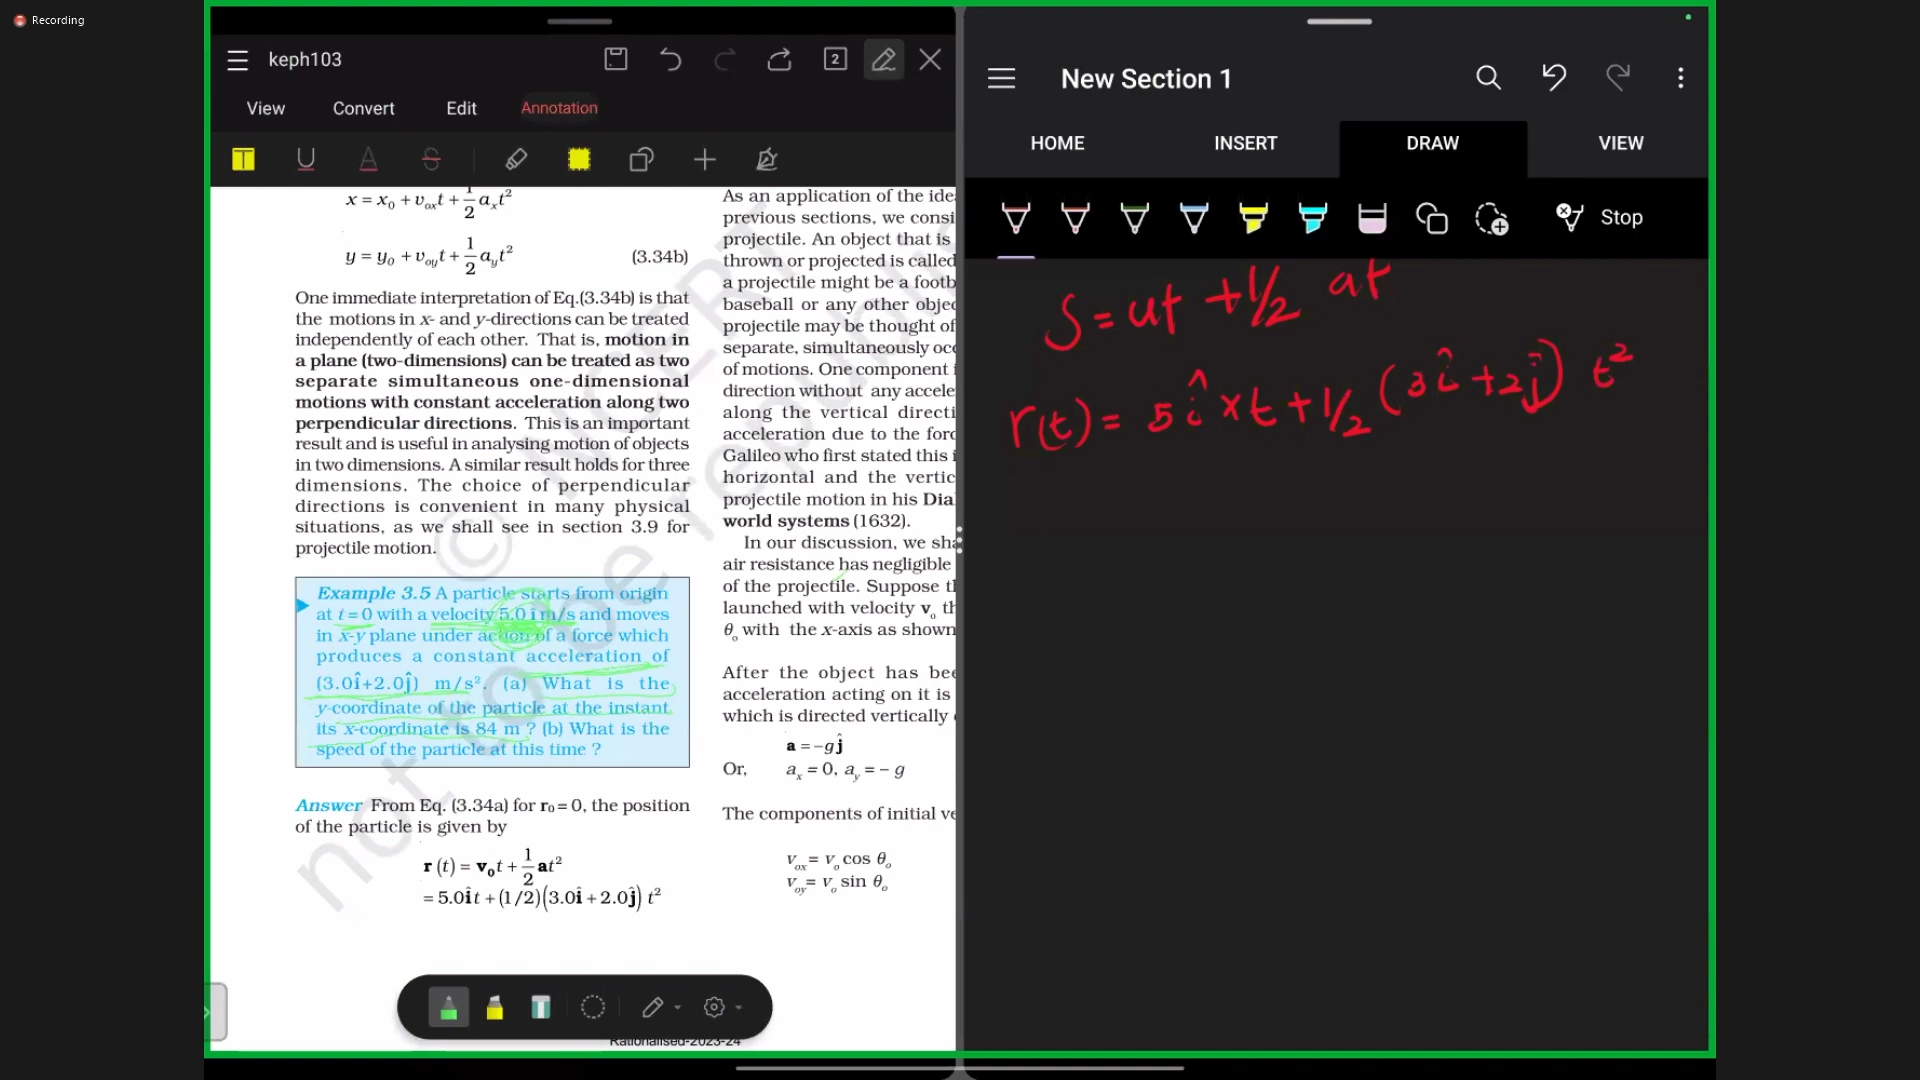 Recording
keph103
2
View Convert Edit Annotation
x = x₀ + v₀ₓt + 1/2 aₓt²
y = y₀ + v_oy t + 1/2 a_y t² (3.34b)
One immediate interpretation of Eq.(3.34b) is that
the motions in x- and y-directions can be treated
independently of each other. That is, motion in
a plane (two-dimensions) can be treated as two
separate simultaneous one-dimensional
motions with constant acceleration along two
perpendicular directions. This is an important
result and is useful in analysing motion of objects
in two dimensions. A similar result holds for three
dimensions. The choice of perpendicular
directions is convenient in many physical
situations, as we shall see in section 3.9 for
projectile motion.
Example 3.5 A particle starts from origin
at t = 0 with a velocity 5.0 î m/s and moves
in x-y plane under action of a force which
produces a constant acceleration of
(3.0î+2.0ĵ) m/s². (a) What is the
y-coordinate of the particle at the instant
its x-coordinate is 84 m ? (b) What is the
speed of the particle at this time ?
Answer From Eq. (3.34a) for r₀ = 0, the position
of the particle is given by
r (t) = v₀t + 1/2 at²
= 5.0î t + (1/2)(3.0î + 2.0ĵ) t²
As an application of the ide
previous sections, we consi
projectile. An object that is
thrown or projected is called
a projectile might be a footb
baseball or any other obje
projectile may be thought of
separate, simultaneously occ
of motions. One component i
direction without any accele
along the vertical directi
acceleration due to the forc
Galileo who first stated this i
horizontal and the vertic
projectile motion in his Dia
world systems (1632).
In our discussion, we sha
air resistance has negligible
of the projectile. Suppose t
launched with velocity v₀ th
θ₀ with the x-axis as shown
After the object has bee
acceleration acting on it is
which is directed vertically
a = −gĵ
Or, aₓ = 0, a_y = − g
The components of initial ve
v₀ₓ = v₀ cos θ₀
v_oy = v₀ sin θ₀
© NCERT
not to be republis
Rationalised-2023-24
New Section 1
HOME INSERT DRAW VIEW
Stop
S = ut + 1/2 at
r(t) = 5 î × t + 1/2 (3î + 2ĵ) t²